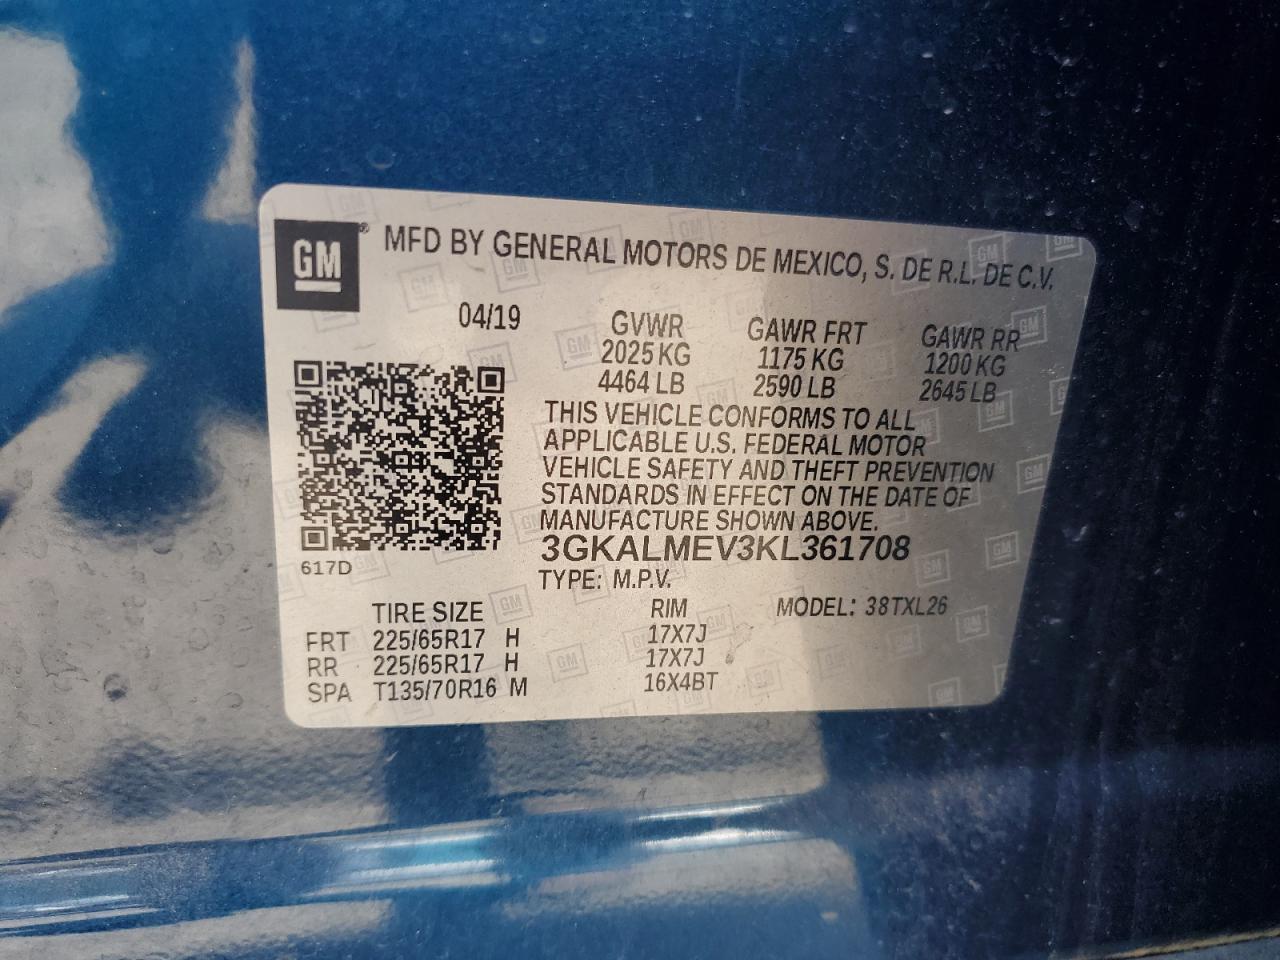 GM® MFD BY GENERAL MOTORS DE MEXICO, S. DE R.L. DE C.V.
04/19
GVWR GAWR FRT GAWR RR
2025 KG 1175 KG 1200 KG
4464 LB 2590 LB 2645 LB
THIS VEHICLE CONFORMS TO ALL
APPLICABLE U.S. FEDERAL MOTOR
VEHICLE SAFETY AND THEFT PREVENTION
STANDARDS IN EFFECT ON THE DATE OF
MANUFACTURE SHOWN ABOVE.
3GKALMEV3KL361708
617D
TYPE: M.P.V.
TIRE SIZE RIM MODEL: 38TXL26
FRT 225/65R17 H 17X7J
RR 225/65R17 H 17X7J
SPA T135/70R16 M 16X4BT